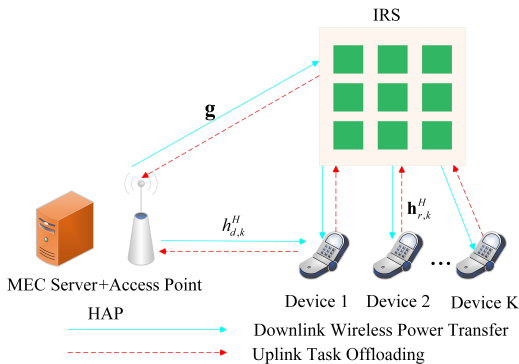 IRS
g
h_{d,k}^H
h_{r,k}^H
MEC Server+Access Point
Device 1
Device 2
...
Device K
HAP
Downlink Wireless Power Transfer
Uplink Task Offloading